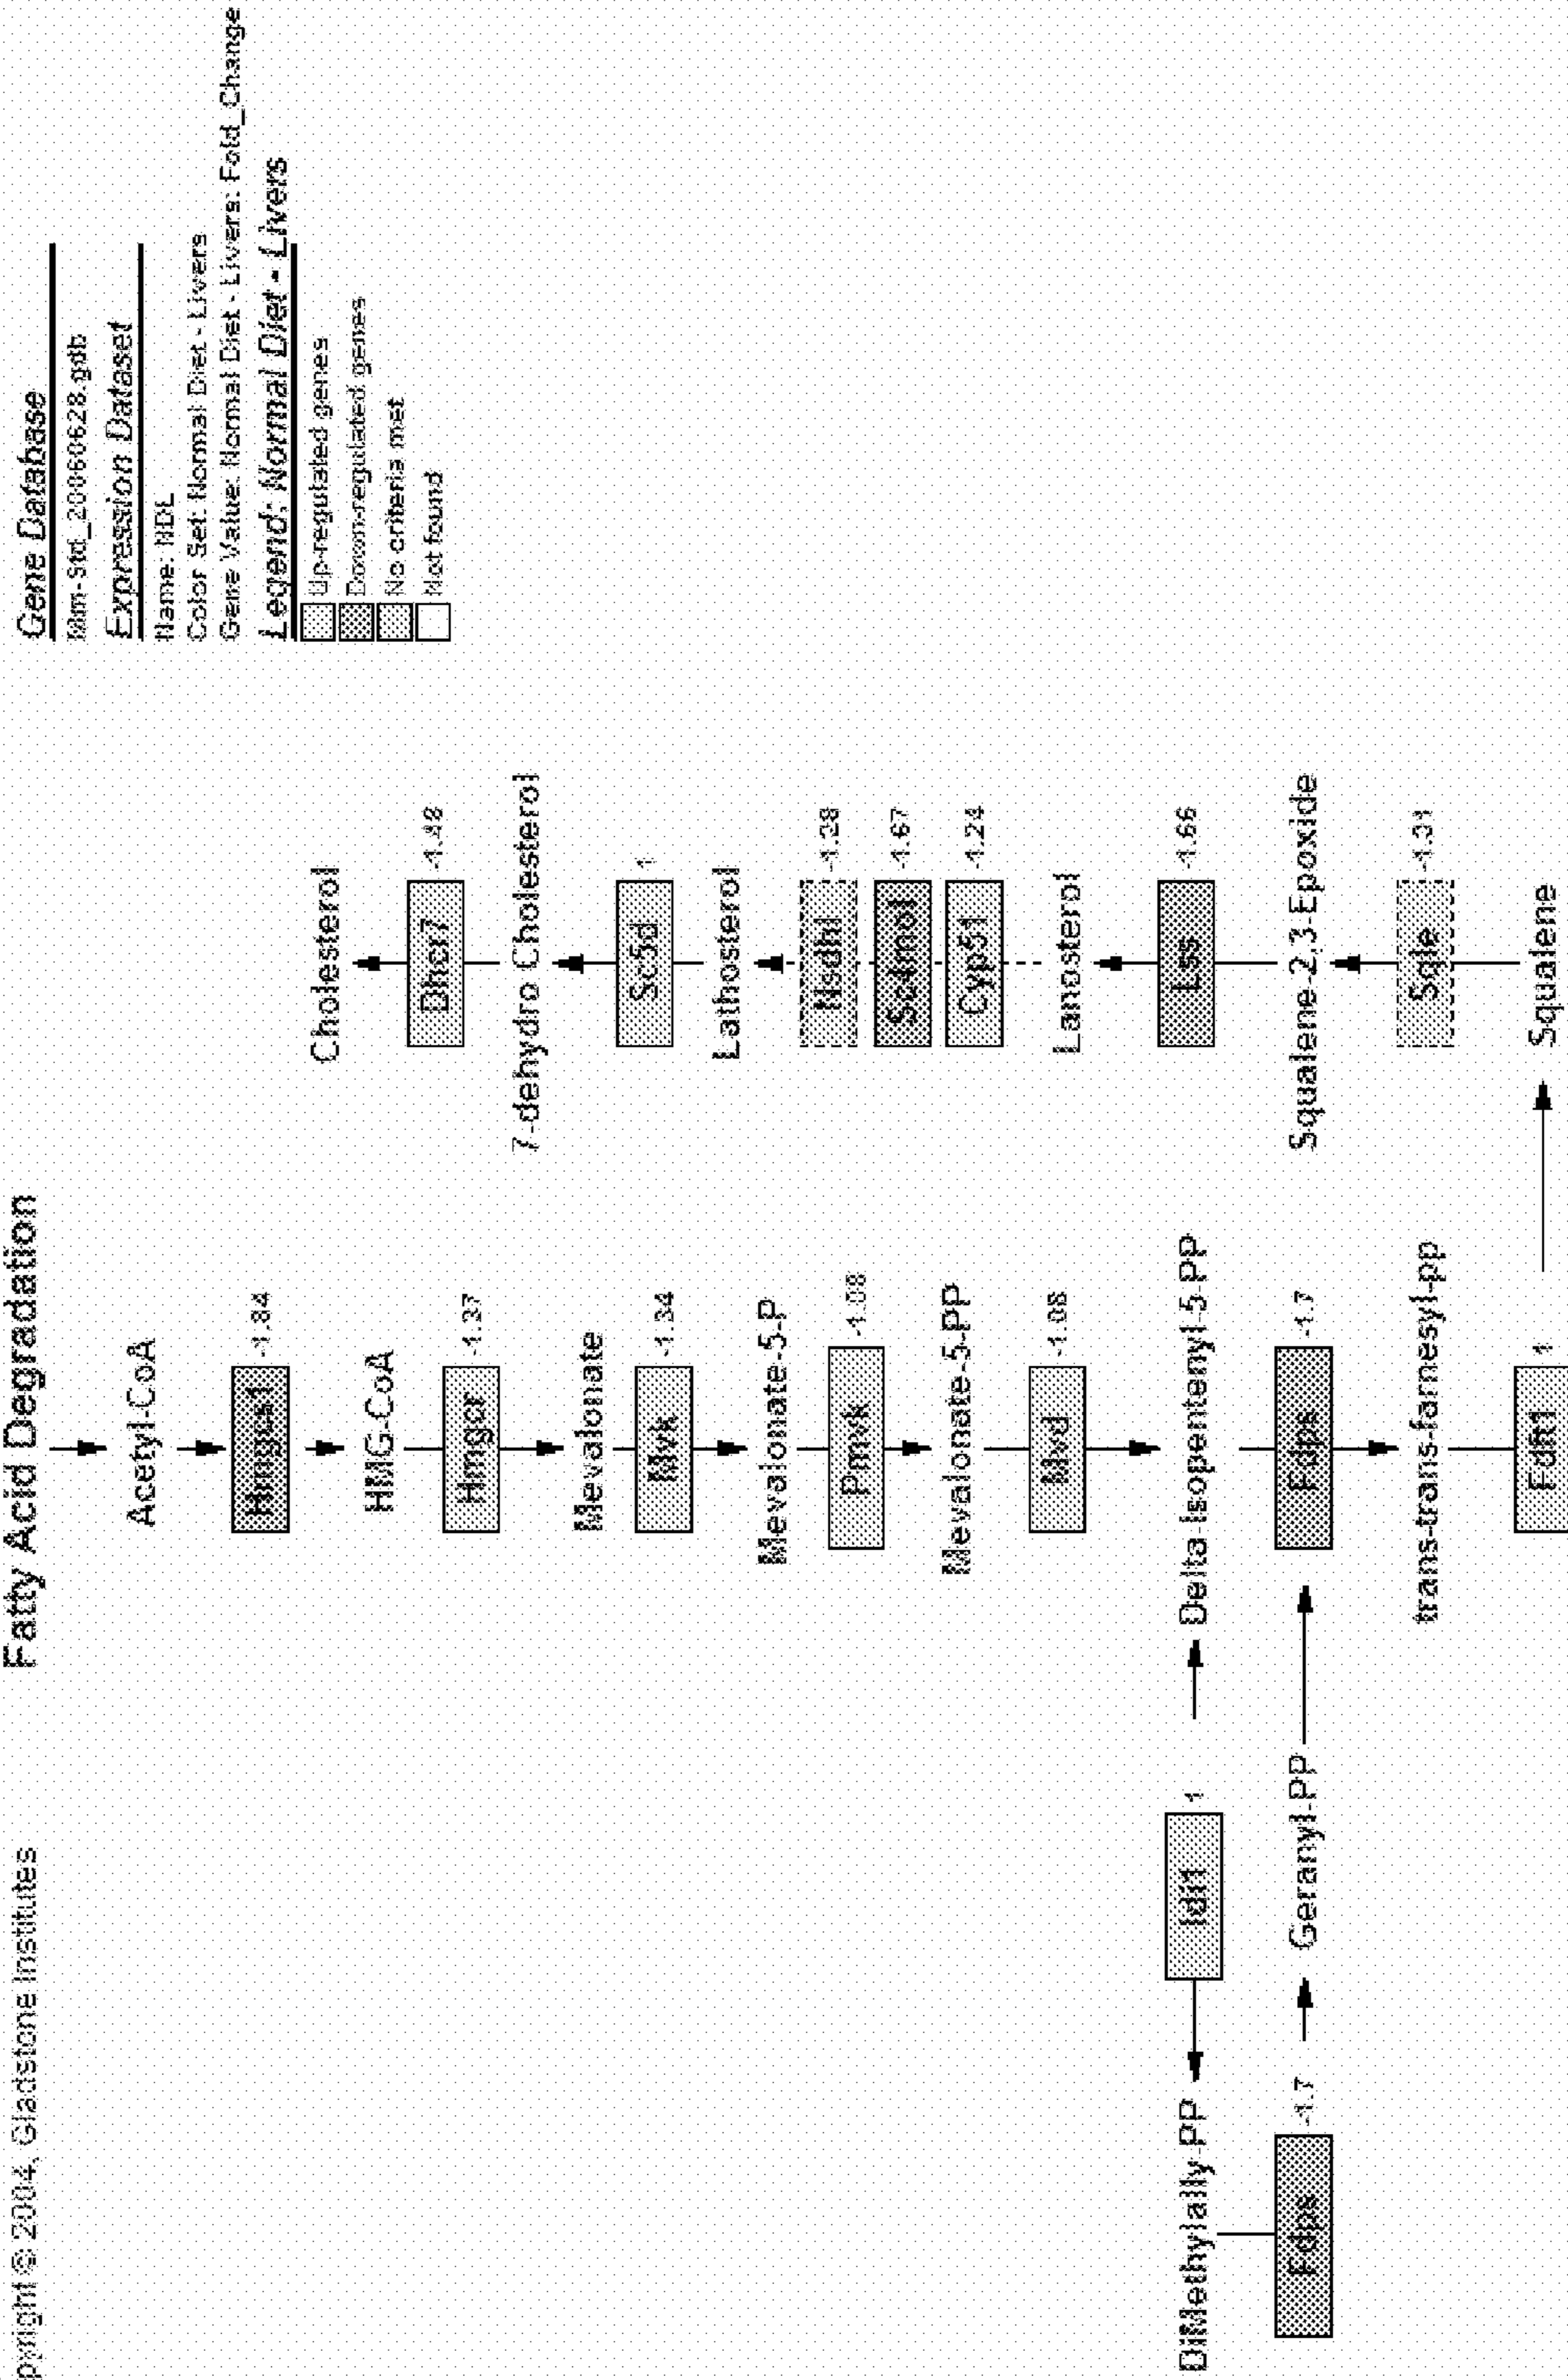 Gladstone Institutes
Fatty Acid Degradation
Acetyl-CoA
Hmgcs1 -1.84
HMG-CoA
Hmgcr -1.37
Mevalonate
Mvk -1.34
Mevalonate-5-P
Pmvk -1.08
Mevalonate-5-PP
Mvd -1.08
DiMethylally-PP
Idi1 1
Delta-Isopentenyl-5-PP
Fdps -1.7
Geranyl-PP
Fdps -1.7
trans-trans-farnesyl-pp
Fdft1 1
Cholesterol
Dhcr7 -1.48
7-dehydro Cholesterol
Sc5d 1
Lathosterol
Nsdhl -1.28
Sc4mol -1.67
Cyp51 -1.24
Lanosterol
Lss -1.66
Squalene-2,3-Epoxide
Sqle -1.31
Squalene
Gene Database
Mm-Std_20060628.gdb
Expression Dataset
Name: NDL
Color Set: Normal Diet - Livers
Gene Value: Normal Diet - Livers: Fold_Change
Legend: Normal Diet - Livers
Up-regulated genes
Down-regulated genes
No criteria met
Not found